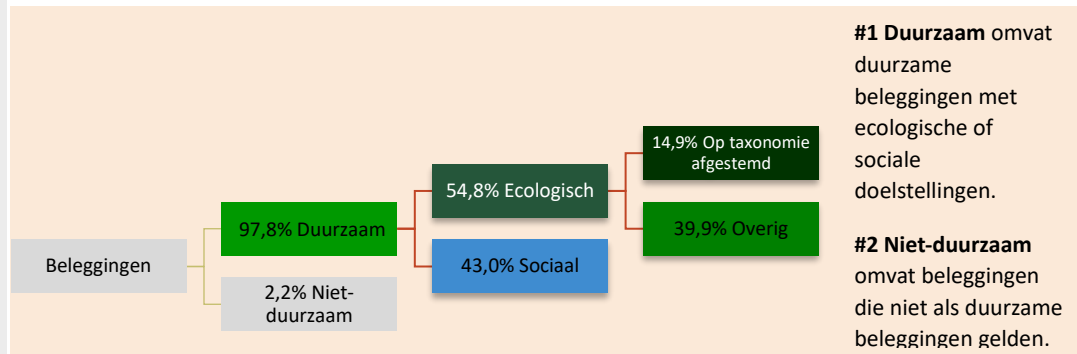 Beleggingen
97,8% Duurzaam
2,2% Niet-
duurzaam
54,8% Ecologisch
43,0% Sociaal
14,9% Op taxonomie
afgestemd
39,9% Overig
#1 Duurzaam omvat
duurzame
beleggingen met
ecologische of
sociale
doelstellingen.
#2 Niet-duurzaam
omvat beleggingen
die niet als duurzame
beleggingen gelden.